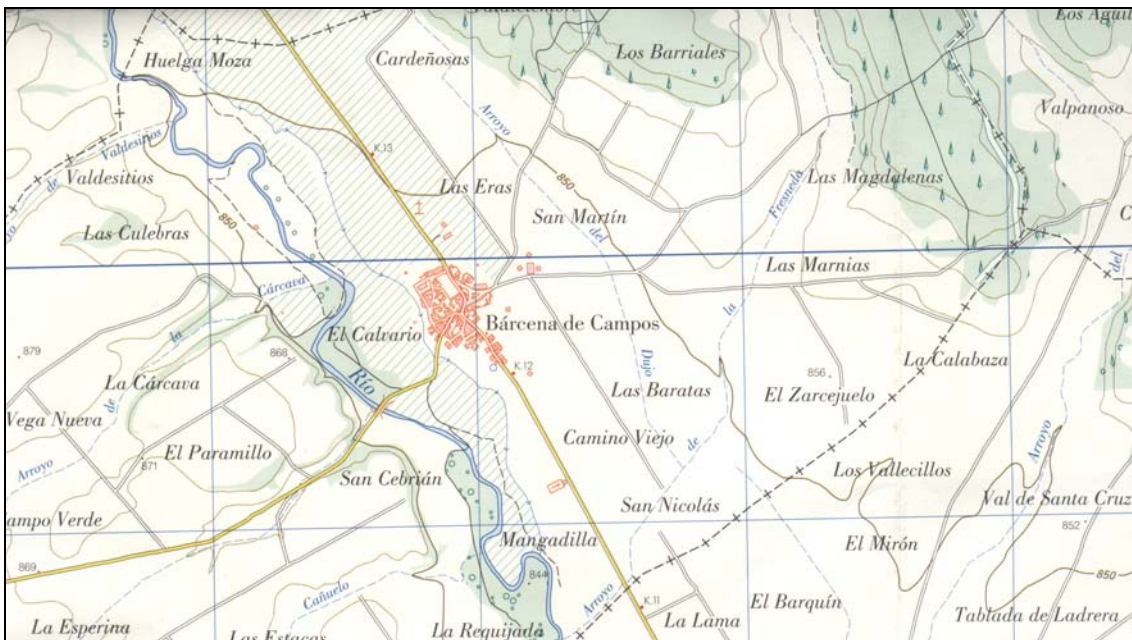 Los Barriales
Huelga Moza
Cardeñosas
Valpanoso
Arroyo
K.13
Valdesinos
de
Valdesitios
Las Eras
850
Las Magdalenas
Fresneda
San Martín
850
Las Culebras
del
del
Las Marnias
Cárcava
la
la
El Calvario
Bárcena de Campos
879
868
La Calabaza
Río
Dujo
K.12
856
La Cárcava
Las Baratas
El Zarcejuelo
de
Vega Nueva
Camino Viejo
Arroyo
El Paramillo
de
871
Los Vallecillos
Arroyo
San Cebrián
San Nicolás
Val de Santa Cruz
ampo Verde
852
Mangadilla
El Mirón
869
844
850
Cañuelo
Arroyo
K.11
El Barquín
La Lama
Tablada de Ladrera
La Esperina
Las Estacas
La Requijada